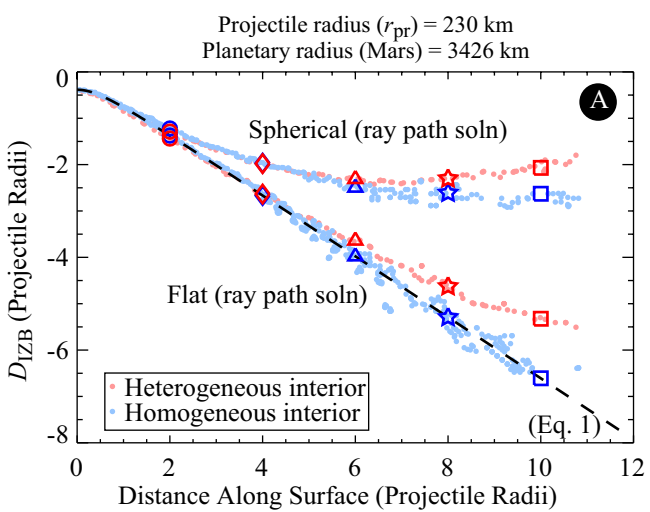 Projectile radius (r_pr) = 230 km
Planetary radius (Mars) = 3426 km
A
Spherical (ray path soln)
Flat (ray path soln)
Heterogeneous interior
Homogeneous interior
(Eq. 1)
D_IZB (Projectile Radii)
0
-2
-4
-6
-8
0 2 4 6 8 10 12
Distance Along Surface (Projectile Radii)